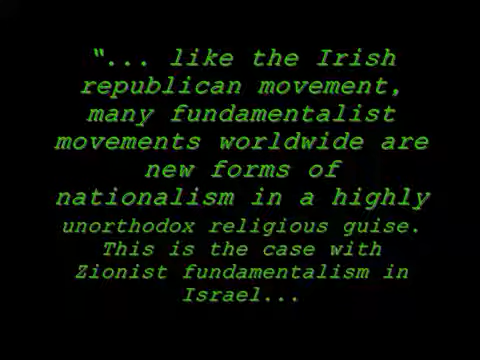 "... like the Irish
republican movement,
many fundamentalist
movements worldwide are
new forms of
nationalism in a highly
unorthodox religious guise.
This is the case with
Zionist fundamentalism in
Israel...